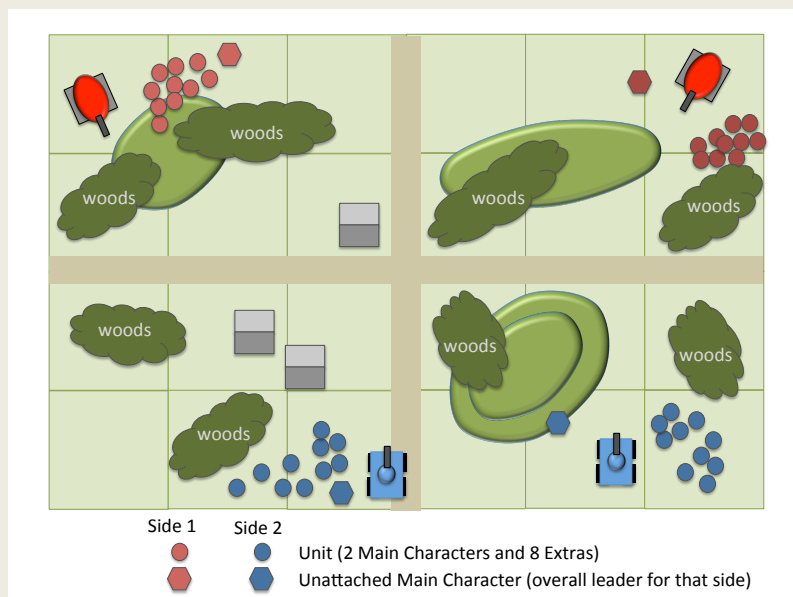 woods
woods
woods
woods
woods
woods
woods
woods
Side 1 Side 2
Unit (2 Main Characters and 8 Extras)
Unattached Main Character (overall leader for that side)